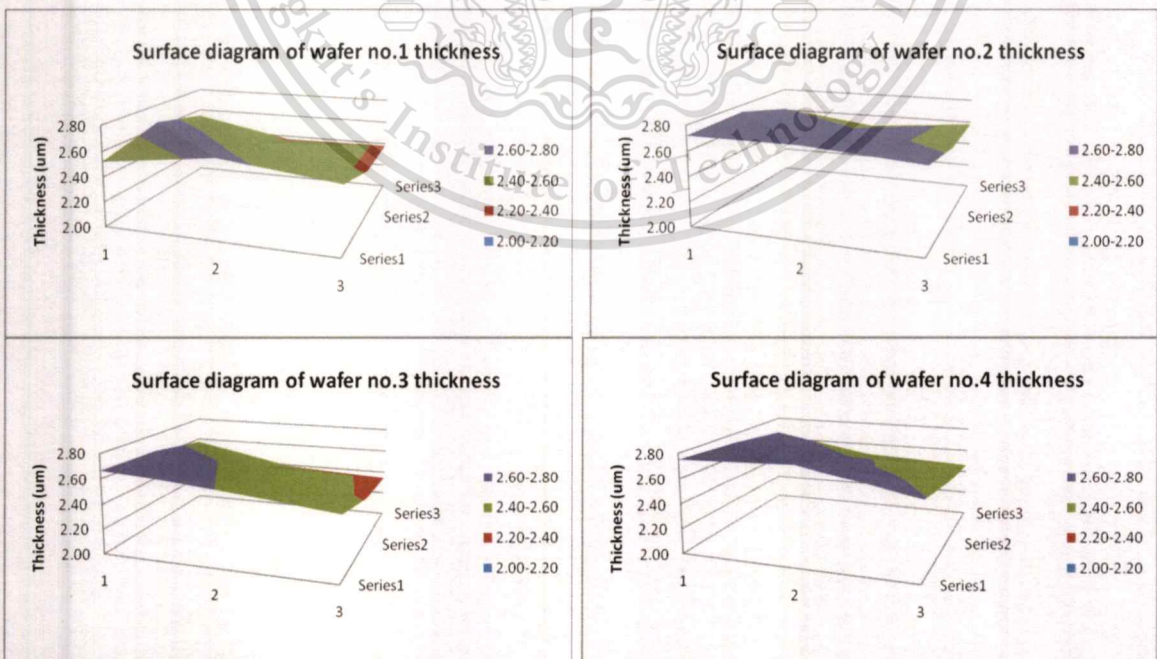 Surface diagram of wafer no.1 thickness
Thickness (um)
2.80
2.60
2.40
2.20
2.00
1
2
3
Series3
Series2
Series1
2.60-2.80
2.40-2.60
2.20-2.40
2.00-2.20
Surface diagram of wafer no.2 thickness
Thickness (um)
2.80
2.60
2.40
2.20
2.00
1
2
3
Series3
Series2
Series1
2.60-2.80
2.40-2.60
2.20-2.40
2.00-2.20
Surface diagram of wafer no.3 thickness
Thickness (um)
2.80
2.60
2.40
2.20
2.00
1
2
3
Series3
Series2
Series1
2.60-2.80
2.40-2.60
2.20-2.40
2.00-2.20
Surface diagram of wafer no.4 thickness
Thickness (um)
2.80
2.60
2.40
2.20
2.00
1
2
3
Series3
Series2
Series1
2.60-2.80
2.40-2.60
2.20-2.40
2.00-2.20
gkut's Institute of Technology L